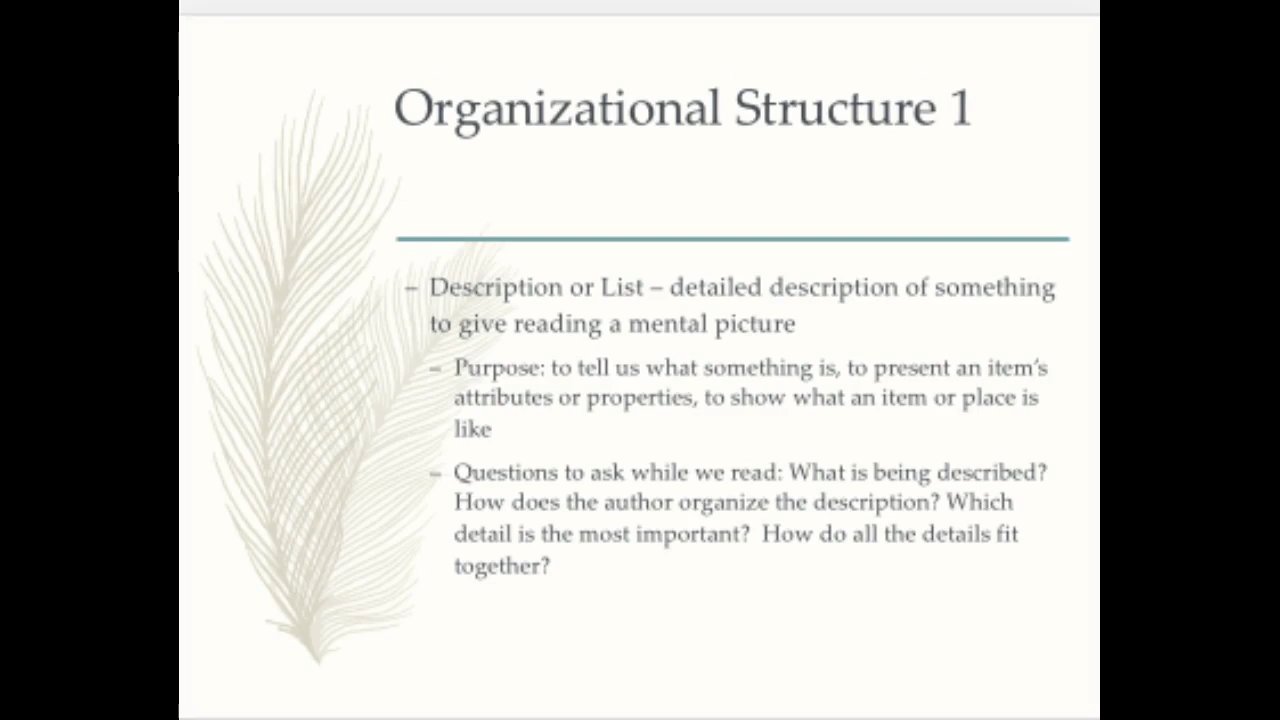 Organizational Structure 1
– Description or List – detailed description of something
to give reading a mental picture
– Purpose: to tell us what something is, to present an item's
attributes or properties, to show what an item or place is
like
– Questions to ask while we read: What is being described?
How does the author organize the description? Which
detail is the most important?  How do all the details fit
together?